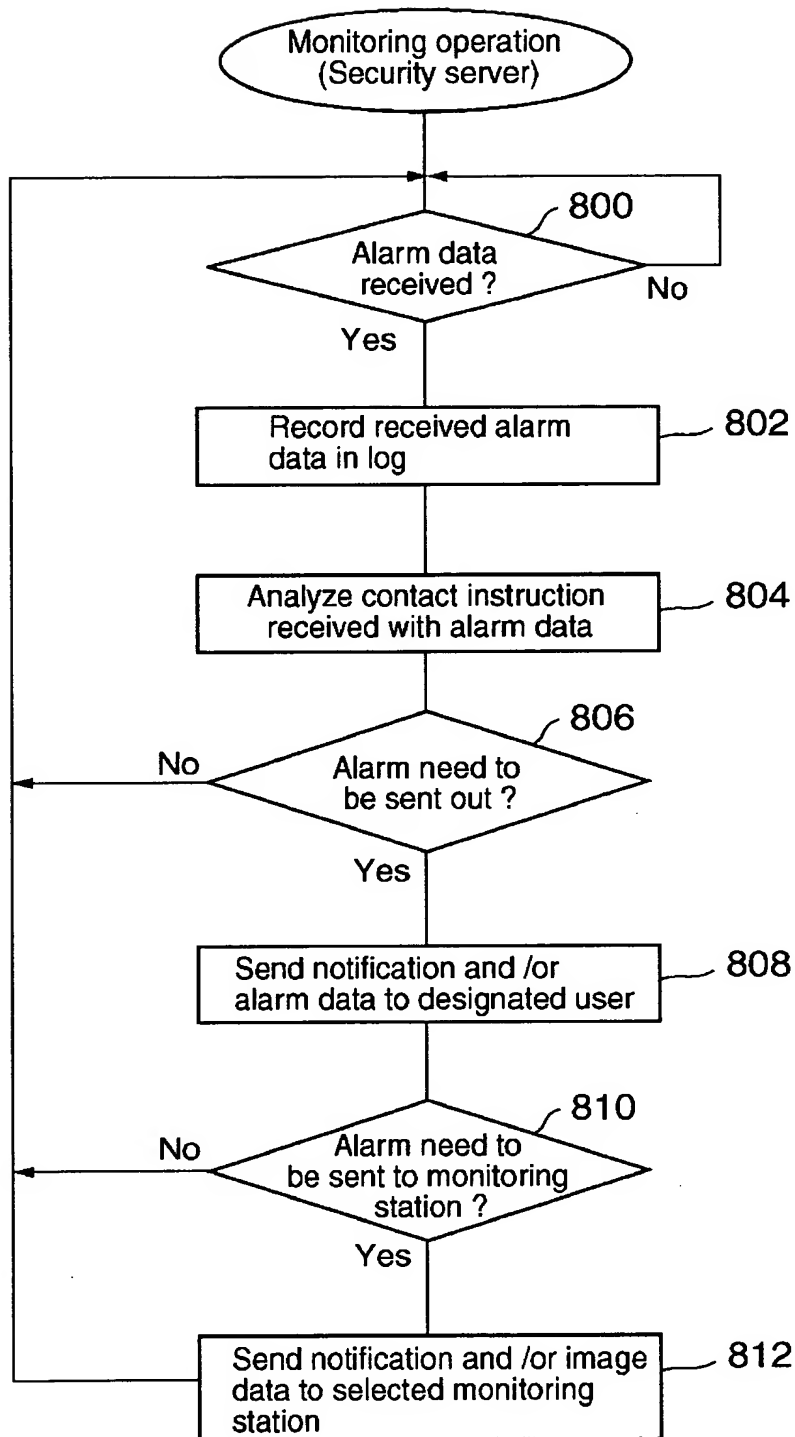 Monitoring operation
(Security server)
800
Alarm data
received ?
No
Yes
Record received alarm
data in log
802
Analyze contact instruction
received with alarm data
804
806
No
Alarm need to
be sent out ?
Yes
Send notification and /or
alarm data to designated user
808
810
No
Alarm need to
be sent to monitoring
station ?
Yes
Send notification and /or image
data to selected monitoring
station
812